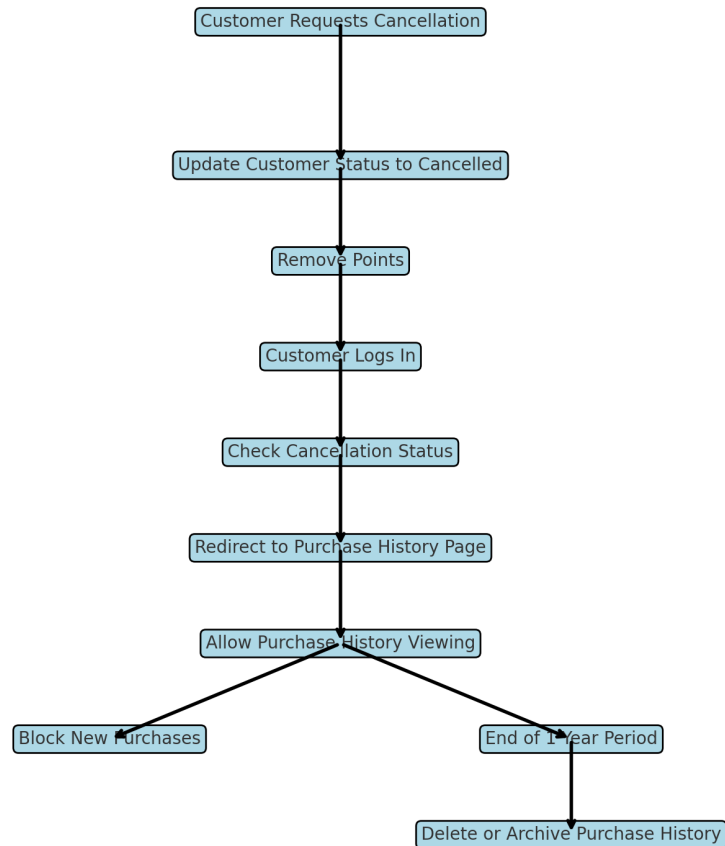 Customer Requests Cancellation
Update Customer Status to Cancelled
Remove Points
Customer Logs In
Check Cancellation Status
Redirect to Purchase History Page
Allow Purchase History Viewing
Block New Purchases
End of 1-Year Period
Delete or Archive Purchase History